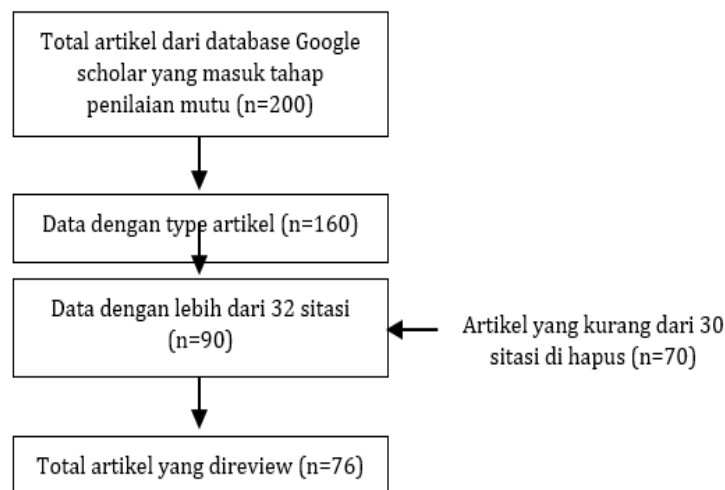 Total artikel dari database Google
scholar yang masuk tahap
penilaian mutu (n=200)
Data dengan type artikel (n=160)
Data dengan lebih dari 32 sitasi
(n=90)
Artikel yang kurang dari 30
sitasi di hapus (n=70)
Total artikel yang direview (n=76)